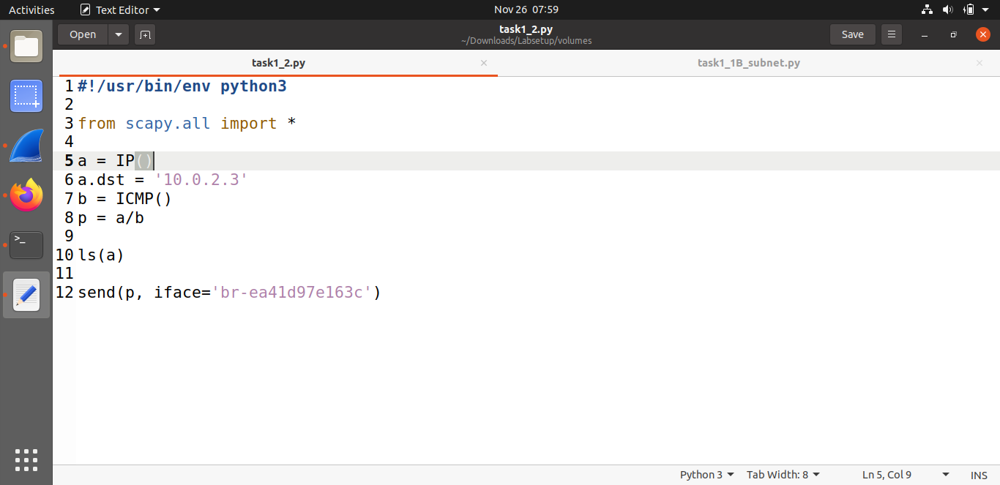 Activities Text Editor Nov 26 07:59
Open task1_2.py Save
~/Downloads/Labsetup/volumes
task1_2.py task1_1B_subnet.py
1 #!/usr/bin/env python3
2
3 from scapy.all import *
4
5 a = IP()
6 a.dst = '10.0.2.3'
7 b = ICMP()
8 p = a/b
9
10 ls(a)
11
12 send(p, iface='br-ea41d97e163c')
Python 3 Tab Width: 8 Ln 5, Col 9 INS